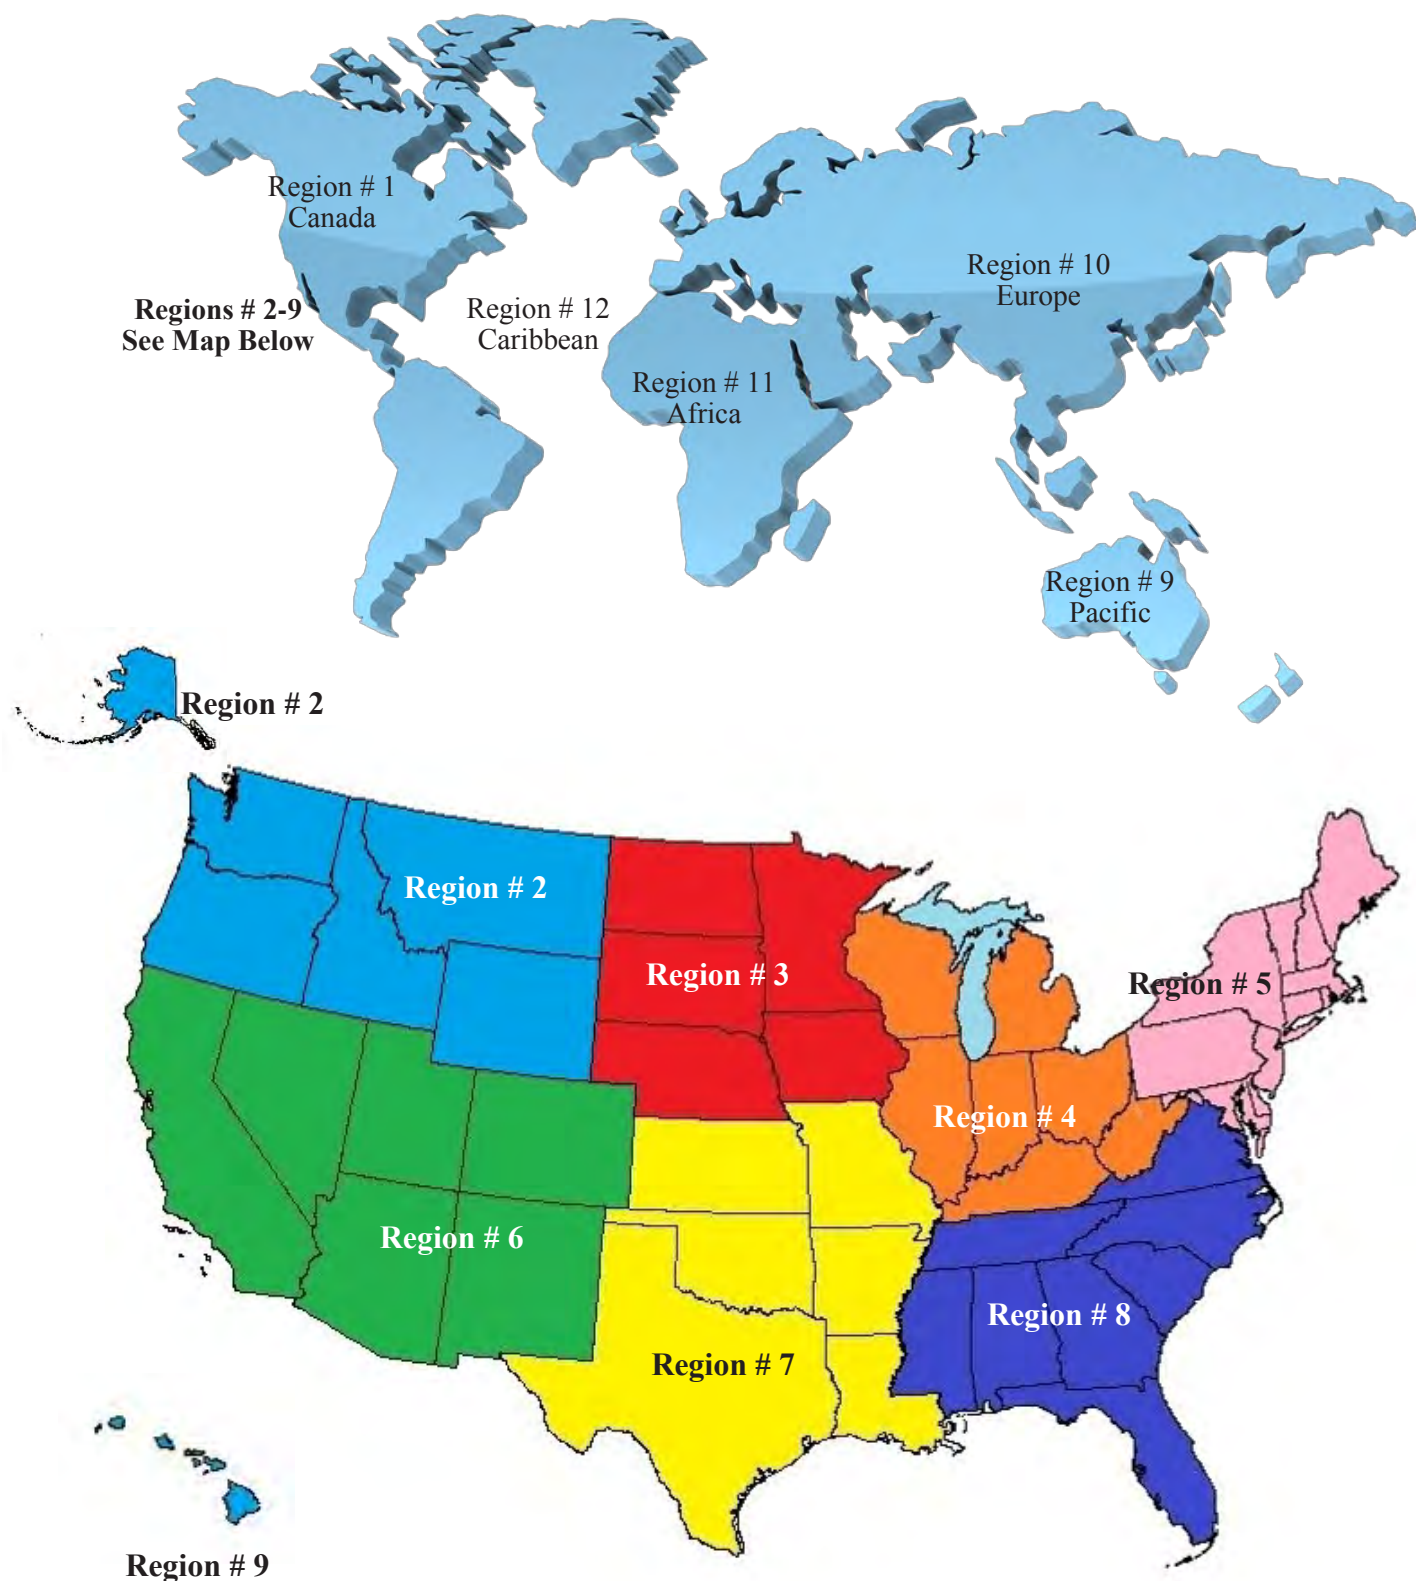 Region # 1
Canada
Region # 10
Europe
Regions # 2-9
See Map Below
Region # 12
Caribbean
Region # 11
Africa
Region # 9
Pacific
Region # 2
Region # 2
Region # 3
Region # 5
Region # 4
Region # 6
Region # 8
Region # 7
Region # 9